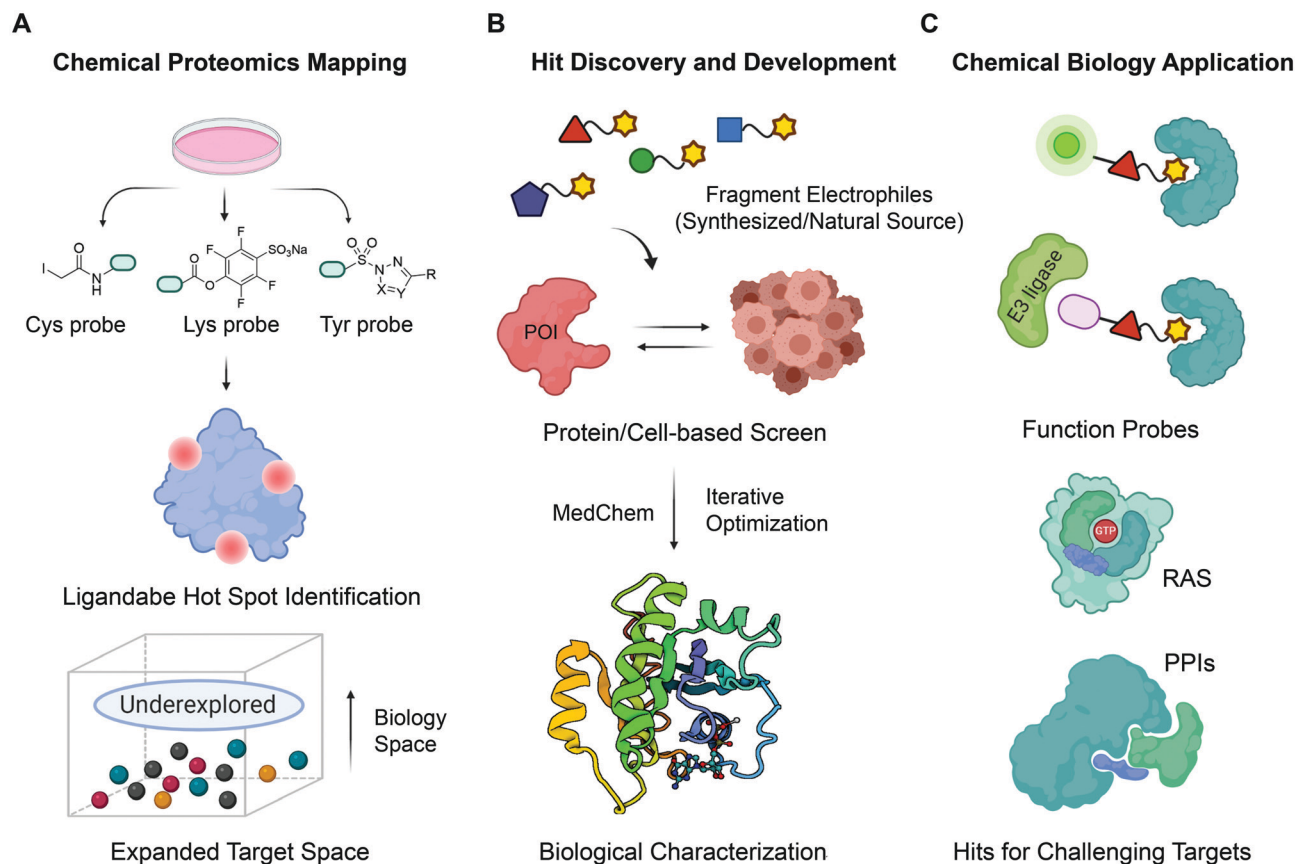 A
Chemical Proteomics Mapping
I
O
N
H
Cys probe
O
O
F
F
F
F
SO₃Na
Lys probe
O
O
S
N
N
X
Y
R
Tyr probe
Ligandabe Hot Spot Identification
Underexplored
Biology
Space
Expanded Target Space
B
Hit Discovery and Development
Fragment Electrophiles
(Synthesized/Natural Source)
POI
Protein/Cell-based Screen
MedChem
Iterative
Optimization
Biological Characterization
C
Chemical Biology Application
E3 ligase
Function Probes
GTP
RAS
PPIs
Hits for Challenging Targets